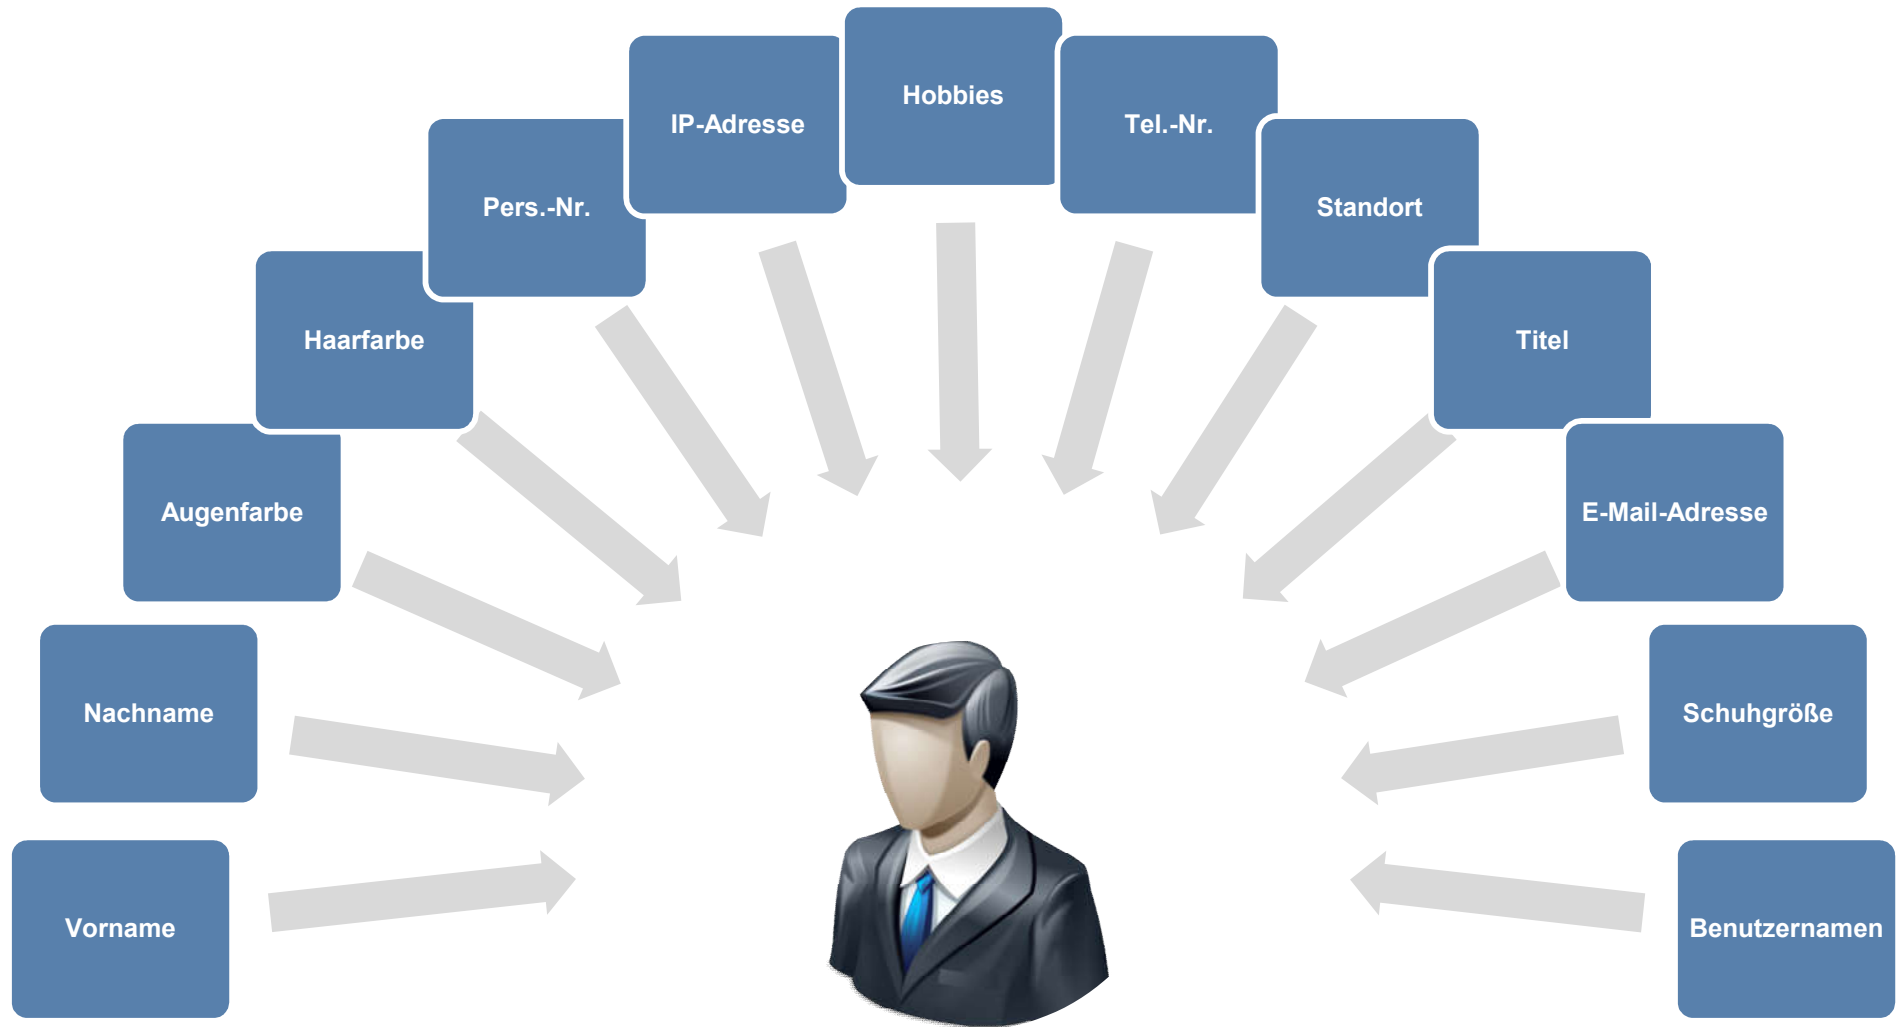 Vorname
Nachname
Augenfarbe
Haarfarbe
Pers.-Nr.
IP-Adresse
Hobbies
Tel.-Nr.
Standort
Titel
E-Mail-Adresse
Schuhgröße
Benutzernamen